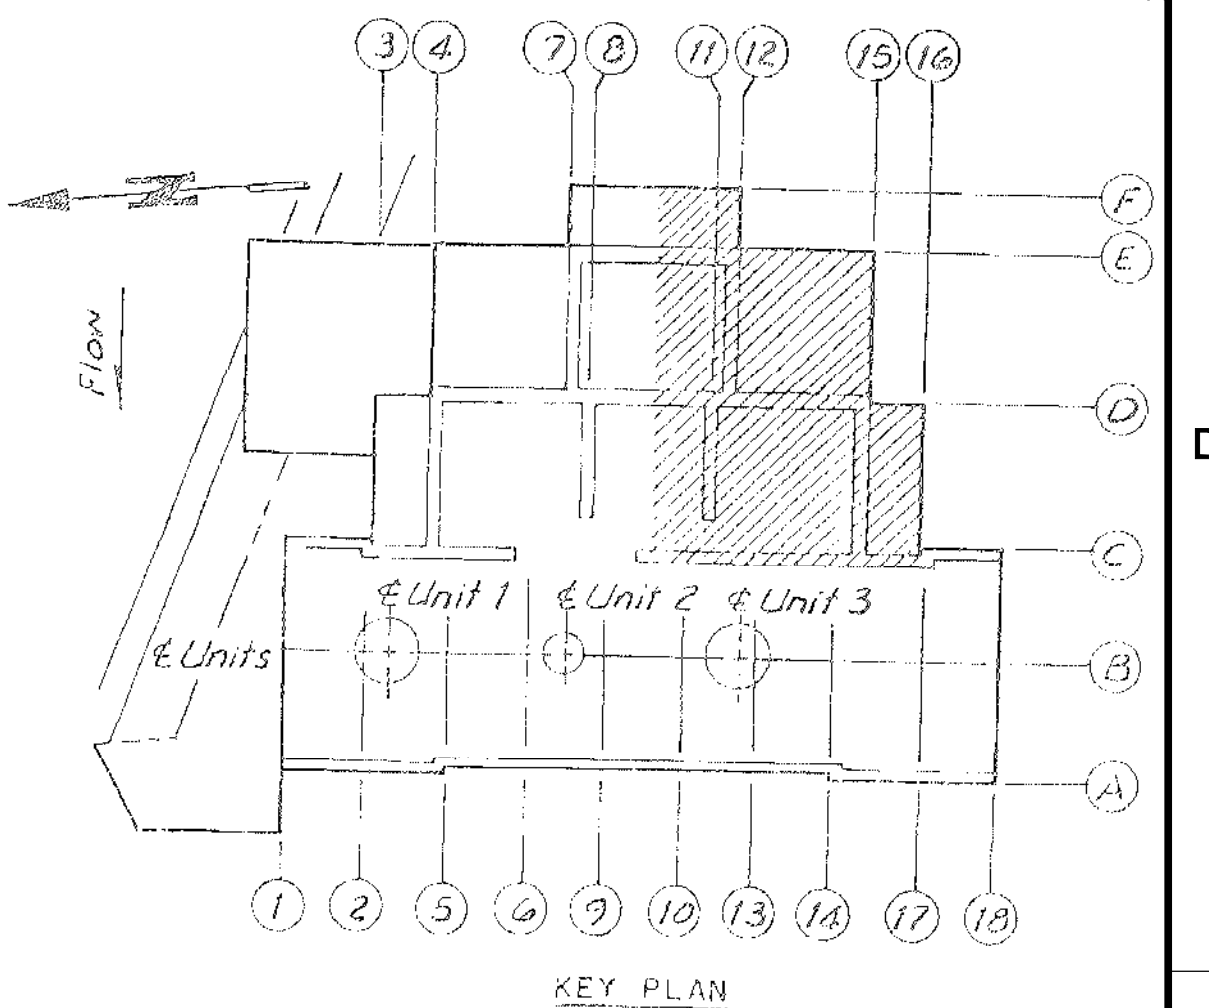 3 4 7 8 11 12 15 16
N
F
E
Flow
D
C
℄ Unit 1 ℄ Unit 2 ℄ Unit 3
℄ Units
B
A
1 2 5 6 9 10 13 14 17 18
KEY PLAN